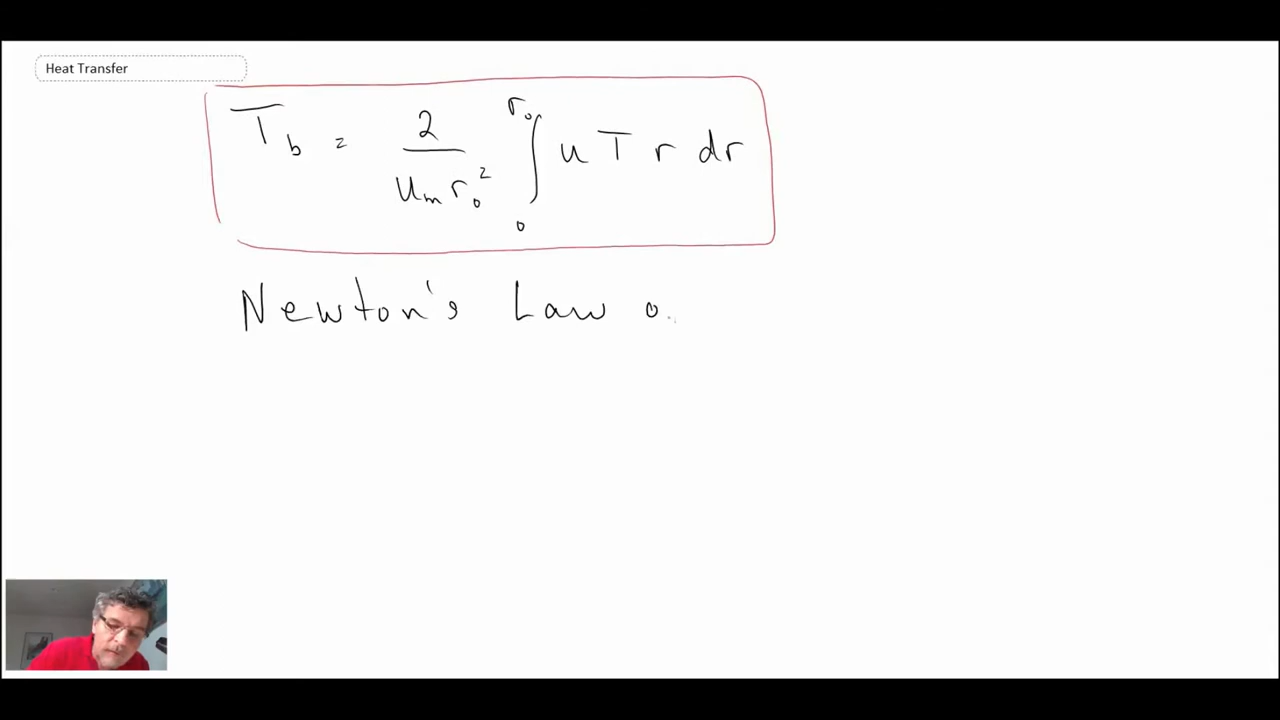 Heat Transfer
T_b = 2/(u_m r_0^2) ∫_0^{r_0} u T r dr
Newton's Law o